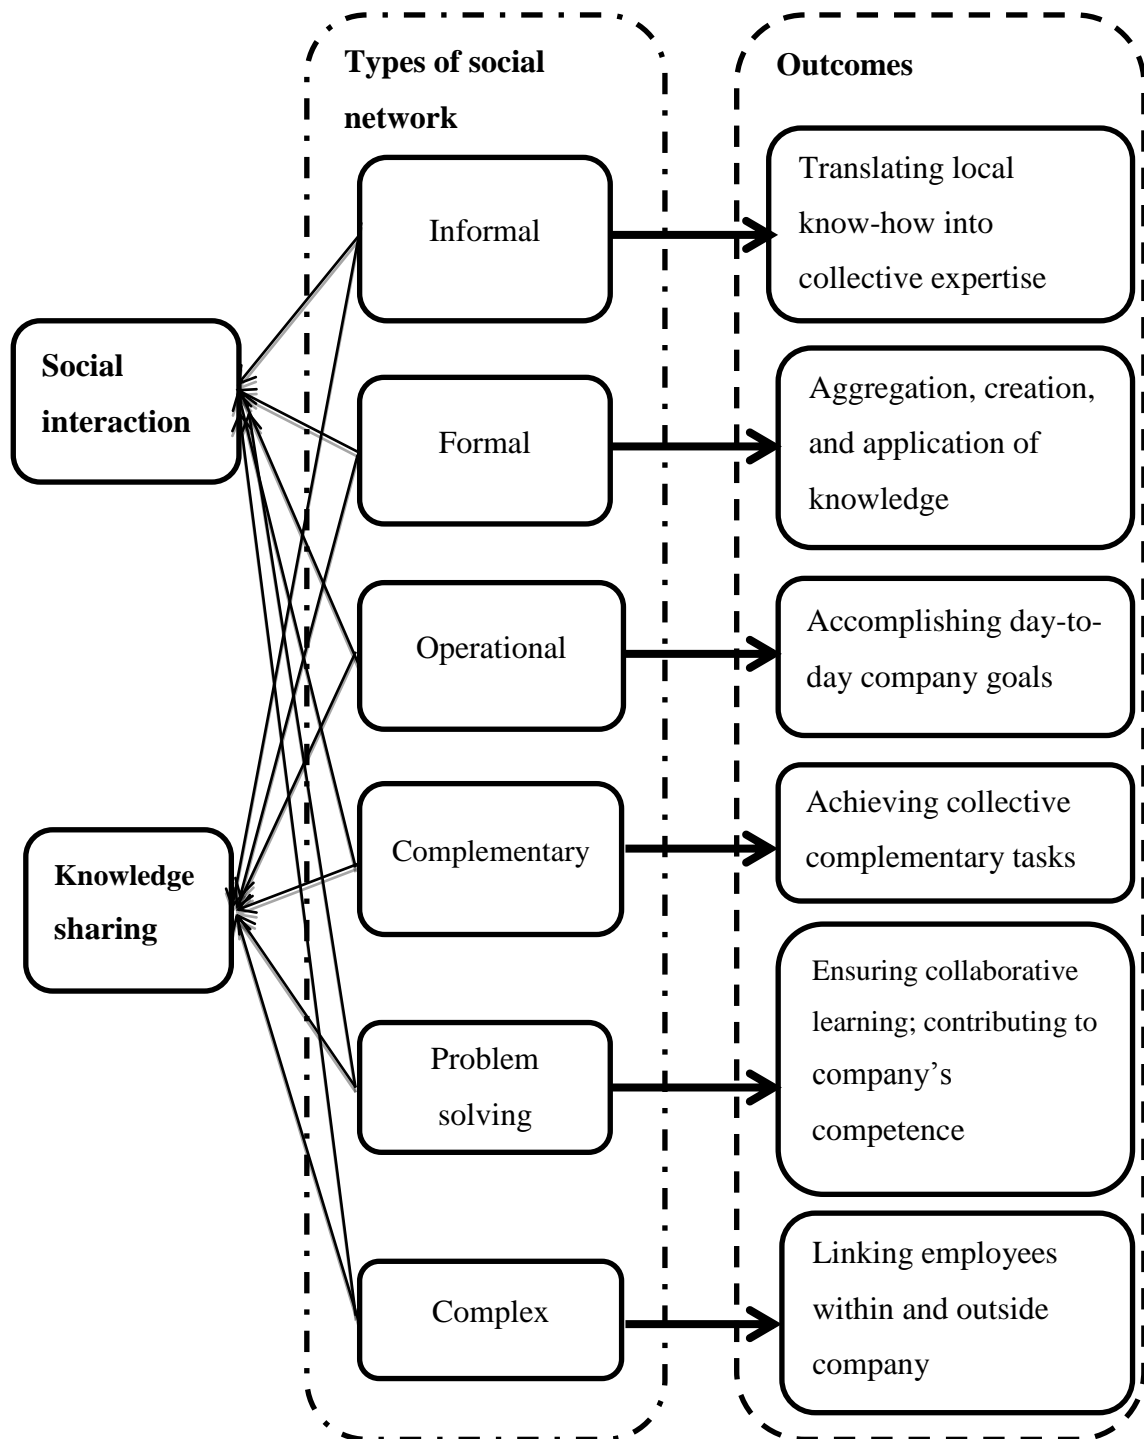 Types of social
network
Outcomes
Informal
Translating local
know-how into
collective expertise
Social
interaction
Formal
Aggregation, creation,
and application of
knowledge
Operational
Accomplishing day-to-
day company goals
Complementary
Achieving collective
complementary tasks
Knowledge
sharing
Problem
solving
Ensuring collaborative
learning; contributing to
company’s
competence
Complex
Linking employees
within and outside
company